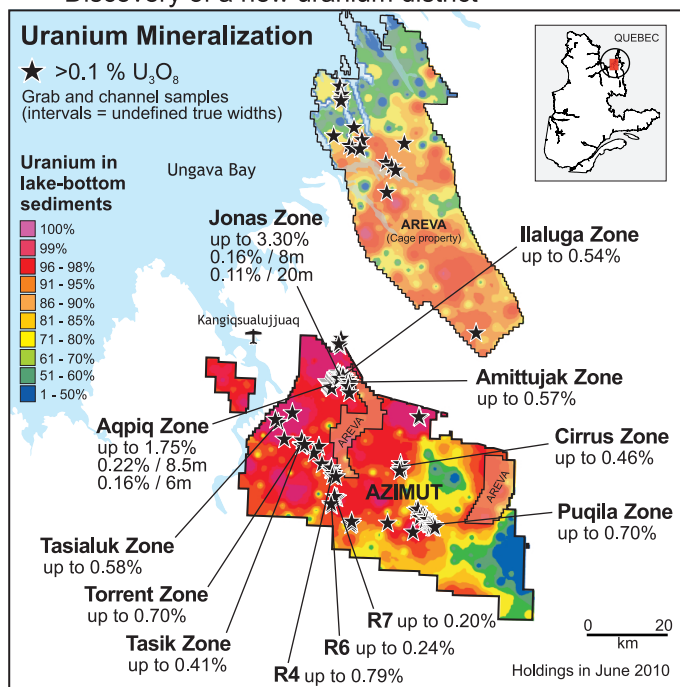 Discovery of a new uranium district
Uranium Mineralization
>0.1 % U₃O₈
Grab and channel samples
(intervals = undefined true widths)
QUEBEC
Uranium in
lake-bottom
sediments
100%
99%
96 - 98%
91 - 95%
86 - 90%
81 - 85%
71 - 80%
61 - 70%
51 - 60%
1 - 50%
Ungava Bay
Jonas Zone
up to 3.30%
0.16% / 8m
0.11% / 20m
AREVA
(Cage property)
Ilaluga Zone
up to 0.54%
Kangiqsualujjuaq
Amittujak Zone
up to 0.57%
Aqpiq Zone
up to 1.75%
0.22% / 8.5m
0.16% / 6m
AREVA
Cirrus Zone
up to 0.46%
AZIMUT
AREVA
Puqila Zone
up to 0.70%
Tasialuk Zone
up to 0.58%
Torrent Zone
up to 0.70%
Tasik Zone
up to 0.41%
R7 up to 0.20%
R6 up to 0.24%
R4 up to 0.79%
0 20
km
Holdings in June 2010